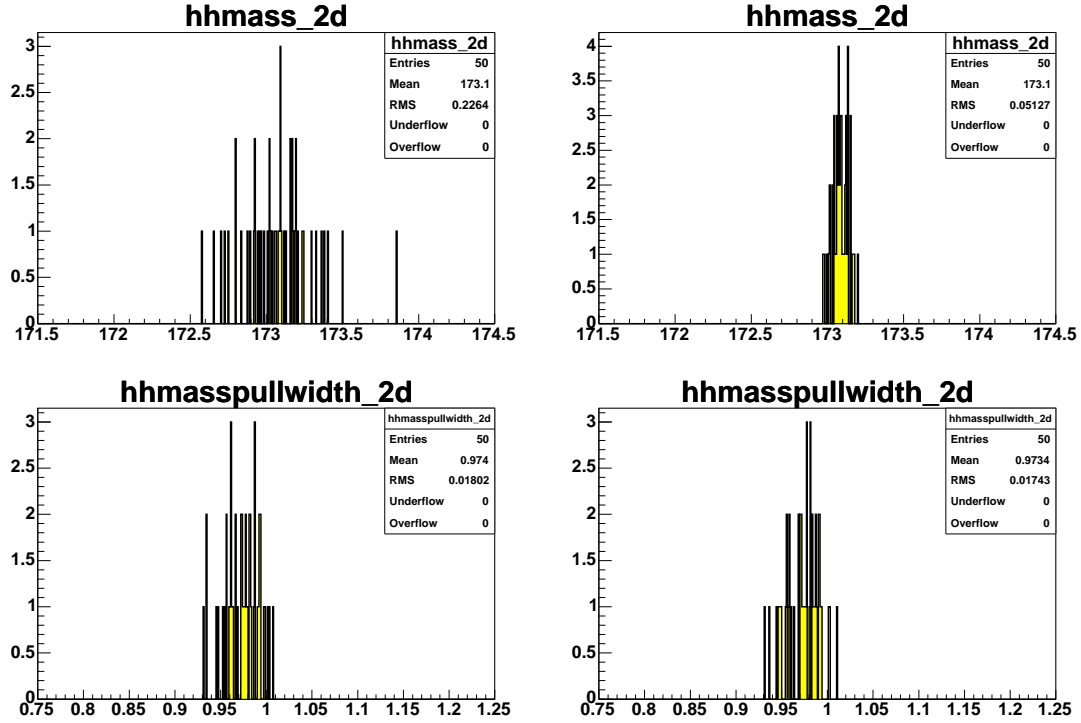 hhmass_2d
hhmass_2d
Entries 50
Mean 173.1
RMS 0.2264
Underflow 0
Overflow 0
3
2.5
2
1.5
1
0.5
0
171.5 172 172.5 173 173.5 174 174.5
hhmass_2d
hhmass_2d
Entries 50
Mean 173.1
RMS 0.05127
Underflow 0
Overflow 0
4
3.5
3
2.5
2
1.5
1
0.5
0
171.5 172 172.5 173 173.5 174 174.5
hhmasspullwidth_2d
hhmasspullwidth_2d
Entries 50
Mean 0.974
RMS 0.01802
Underflow 0
Overflow 0
3
2.5
2
1.5
1
0.5
0
0.75 0.8 0.85 0.9 0.95 1 1.05 1.1 1.15 1.2 1.25
hhmasspullwidth_2d
hhmasspullwidth_2d
Entries 50
Mean 0.9734
RMS 0.01743
Underflow 0
Overflow 0
3
2.5
2
1.5
1
0.5
0
0.75 0.8 0.85 0.9 0.95 1 1.05 1.1 1.15 1.2 1.25